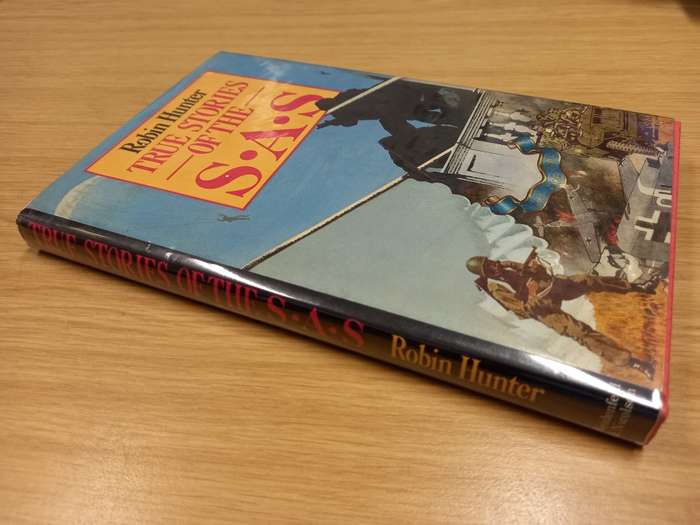 Robin Hunter
TRUE STORIES
— OF THE —
S•A•S
TRUE STORIES OF THE S•A•S Robin Hunter